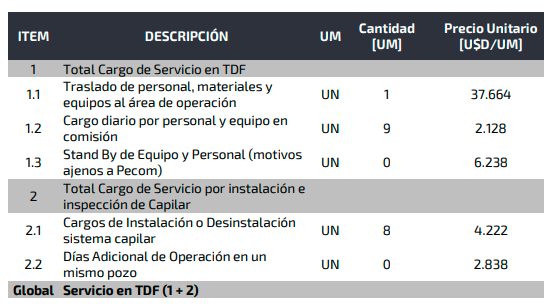 ITEM DESCRIPCIÓN UM Cantidad [UM] Precio Unitario [U$D/UM]
1 Total Cargo de Servicio en TDF
1.1 Traslado de personal, materiales y equipos al área de operación UN 1 37.664
1.2 Cargo diario por personal y equipo en comisión UN 9 2.128
1.3 Stand By de Equipo y Personal (motivos ajenos a Pecom) UN 0 6.238
2 Total Cargo de Servicio por instalación e inspección de Capilar
2.1 Cargos de Instalación o Desinstalación sistema capilar UN 8 4.222
2.2 Días Adicional de Operación en un mismo pozo UN 0 2.838
Global Servicio en TDF (1 + 2)